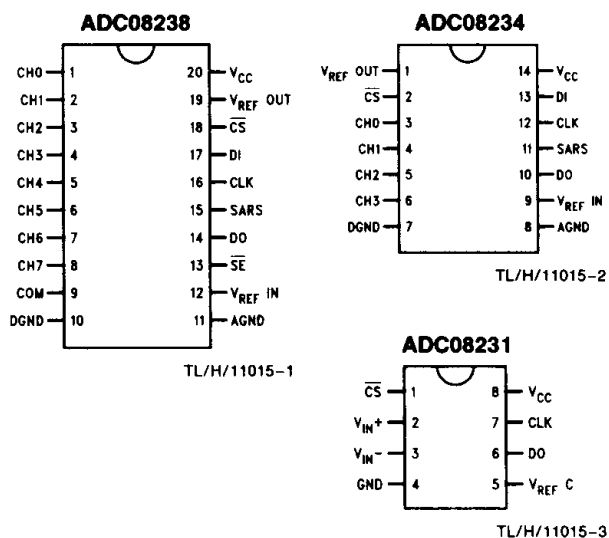 ADC08238
CH0 1 20 VCC
CH1 2 19 VREF OUT
CH2 3 18 C̅S̅
CH3 4 17 DI
CH4 5 16 CLK
CH5 6 15 SARS
CH6 7 14 DO
CH7 8 13 S̅E̅
COM 9 12 VREF IN
DGND 10 11 AGND
TL/H/11015-1
ADC08234
VREF OUT 1 14 VCC
C̅S̅ 2 13 DI
CH0 3 12 CLK
CH1 4 11 SARS
CH2 5 10 DO
CH3 6 9 VREF IN
DGND 7 8 AGND
TL/H/11015-2
ADC08231
C̅S̅ 1 8 VCC
VIN+ 2 7 CLK
VIN- 3 6 DO
GND 4 5 VREF C
TL/H/11015-3